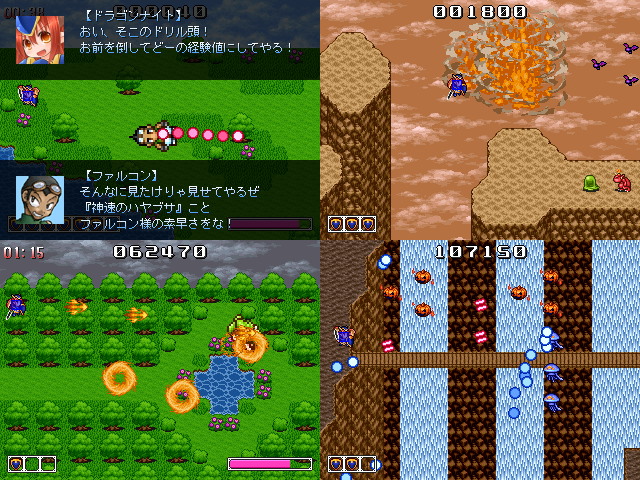 【ドラゴンナイト】
おい、そこのドリル頭！
お前を倒してどーの経験値にしてやる！
【ファルコン】
そんなに見たけりゃ見せてやるぜ
『神速のハヤブサ』こと
ファルコン様の素早さをな！
001800
01:15
062470
107150